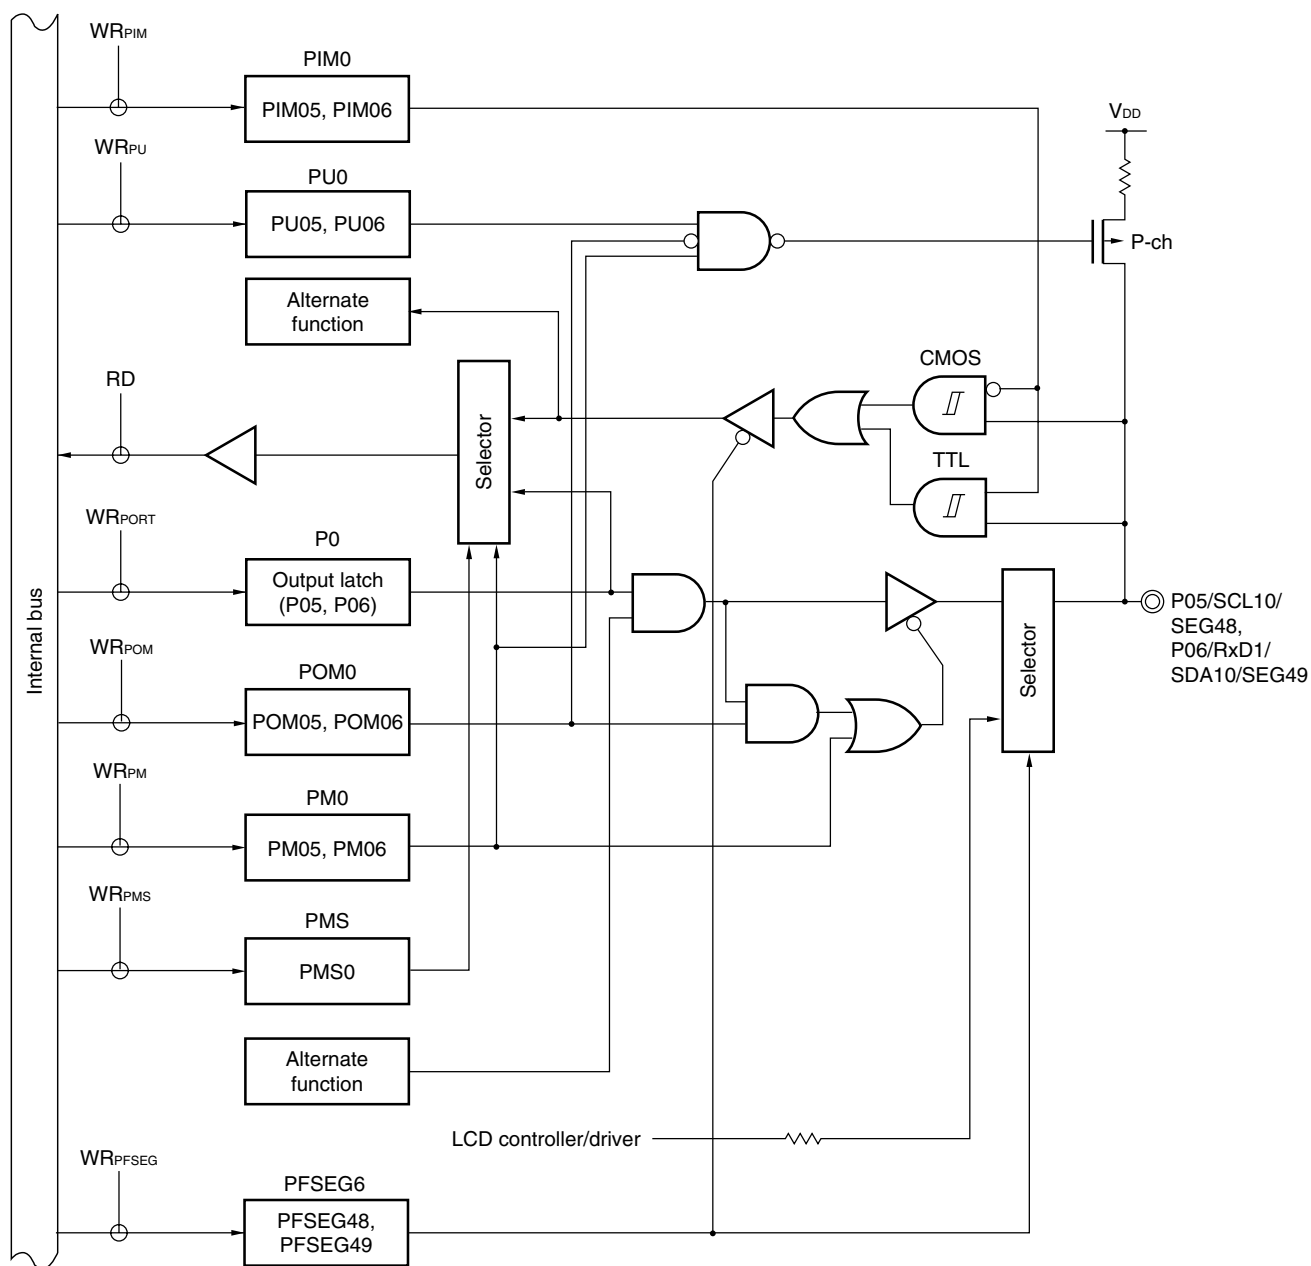 WRPIM
PIM0
PIM05, PIM06
VDD
WRPU
PU0
PU05, PU06
P-ch
Alternate
function
CMOS
RD
Selector
TTL
WRPORT
P0
Output latch
(P05, P06)
P05/SCL10/
SEG48,
P06/RxD1/
SDA10/SEG49
Internal bus
Selector
WRPOM
POM0
POM05, POM06
WRPM
PM0
PM05, PM06
WRPMS
PMS
PMS0
Alternate
function
LCD controller/driver
WRPFSEG
PFSEG6
PFSEG48,
PFSEG49